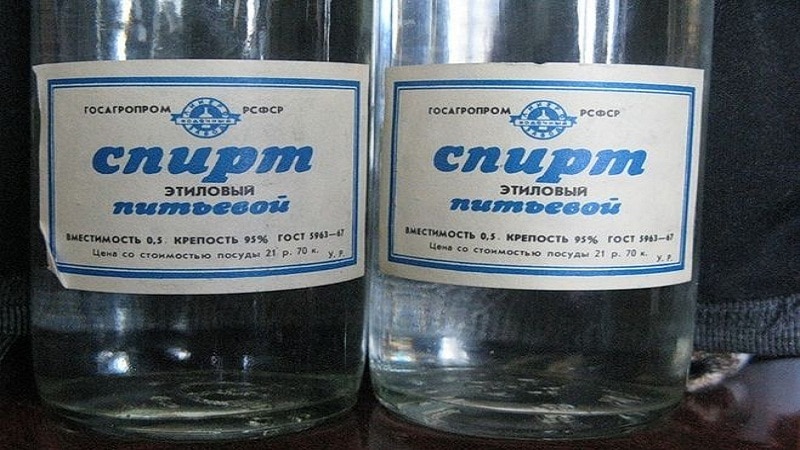 ГОСАГРОПРОМ РСФСР
спирт
ЭТИЛОВЫЙ
питьевой
ВМЕСТИМОСТЬ 0,5. КРЕПОСТЬ 95% ГОСТ 5963—67
Цена со стоимостью посуды 21 р. 70 к. У. Р.
ГОСАГРОПРОМ РСФСР
спирт
ЭТИЛОВЫЙ
питьевой
ВМЕСТИМОСТЬ 0,5. КРЕПОСТЬ 95% ГОСТ 5963—67
Цена со стоимостью посуды 21 р. 70 к. У. Р.